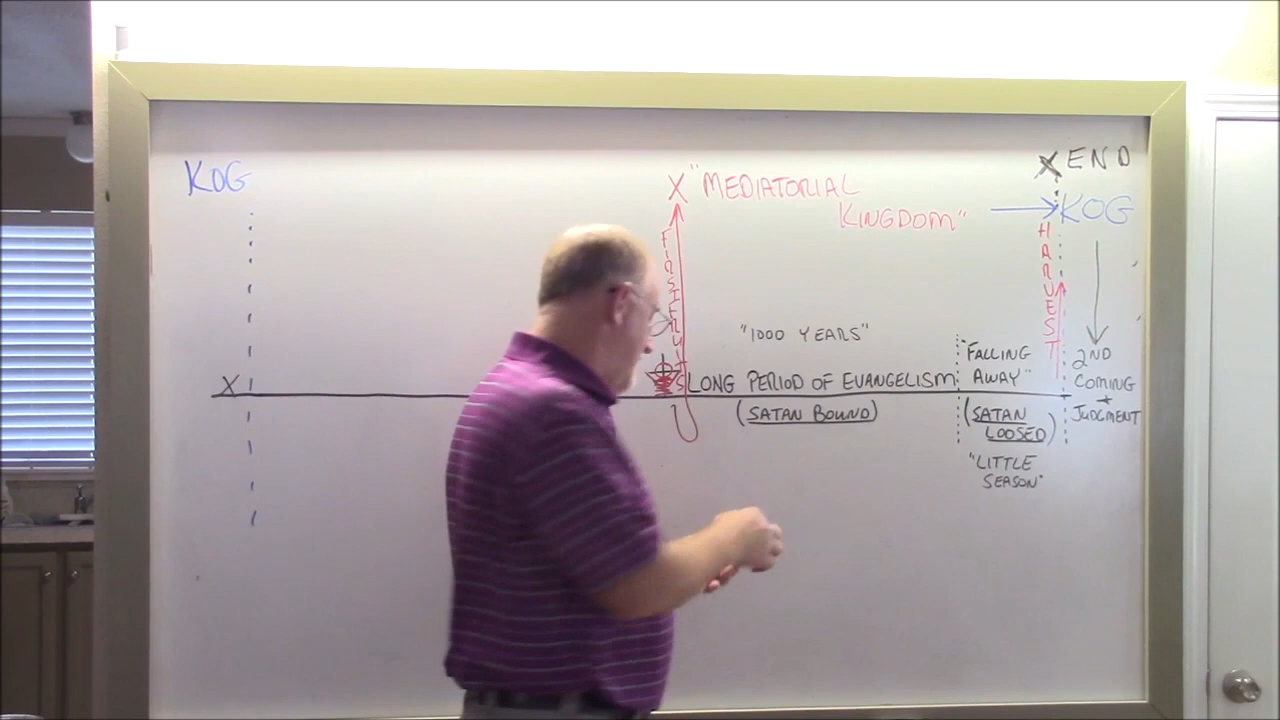 KOG
X
X
"MEDIATORIAL
KINGDOM"
X END
KOG
FIRSTFRUITS
HARVEST
"1000 YEARS"
LONG PERIOD OF EVANGELISM
(SATAN BOUND)
"FALLING
AWAY"
(SATAN
LOOSED)
"LITTLE
SEASON"
2ND
COMING
+
JUDGMENT